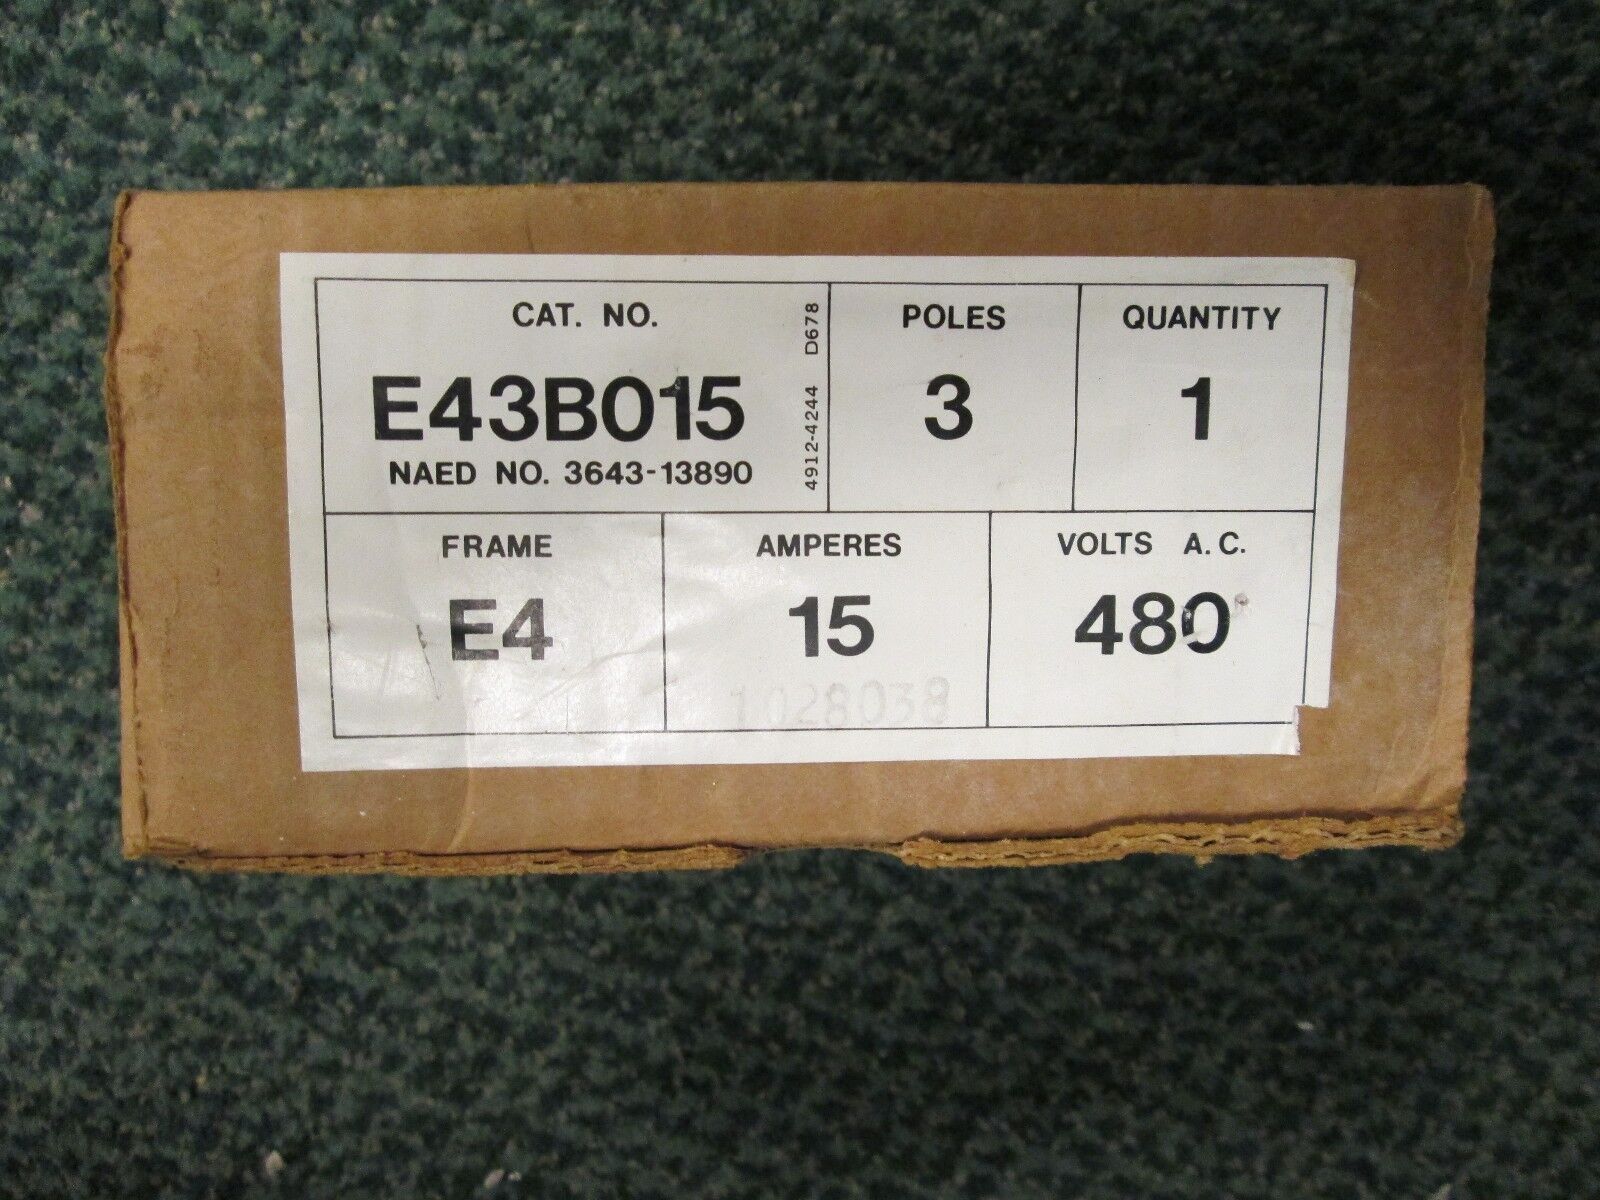 CAT. NO.
E43B015
NAED NO. 3643-13890
4912-4244 D678
POLES
3
QUANTITY
1
FRAME
E4
AMPERES
15
1028038
VOLTS A.C.
480